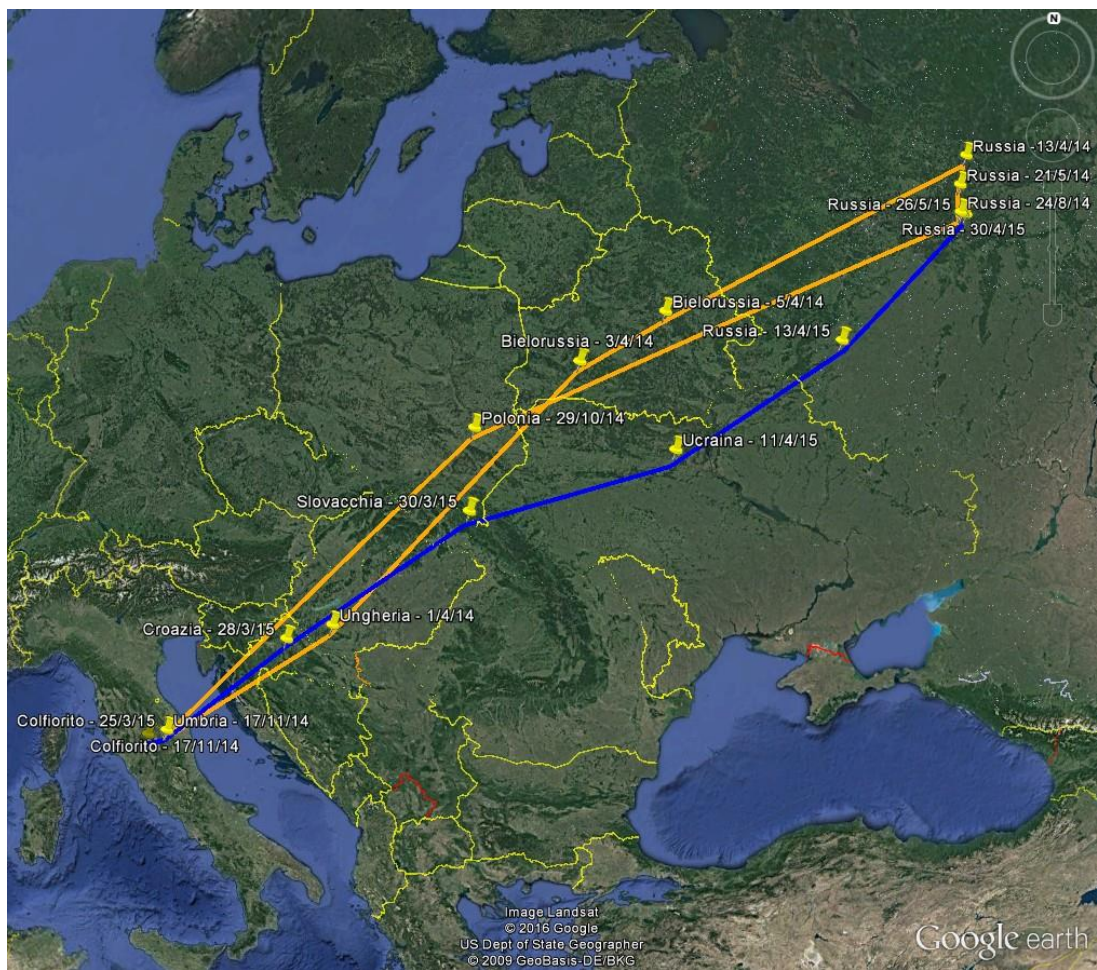 N
Russia -13/4/14
Russia - 21/5/14
Russia - 26/5/15
Russia - 24/8/14
Russia - 30/4/15
Bielorussia - 5/4/14
Russia - 13/4/15
Bielorussia - 3/4/14
Polonia - 29/10/14
Ucraina - 11/4/15
Slovacchia - 30/3/15
Ungheria - 1/4/14
Croazia - 28/3/15
Colfiorito - 25/3/15
Umbria - 17/11/14
Colfiorito - 17/11/14
Image Landsat
© 2016 Google
US Dept of State Geographer
© 2009 GeoBasis-DE/BKG
Google earth